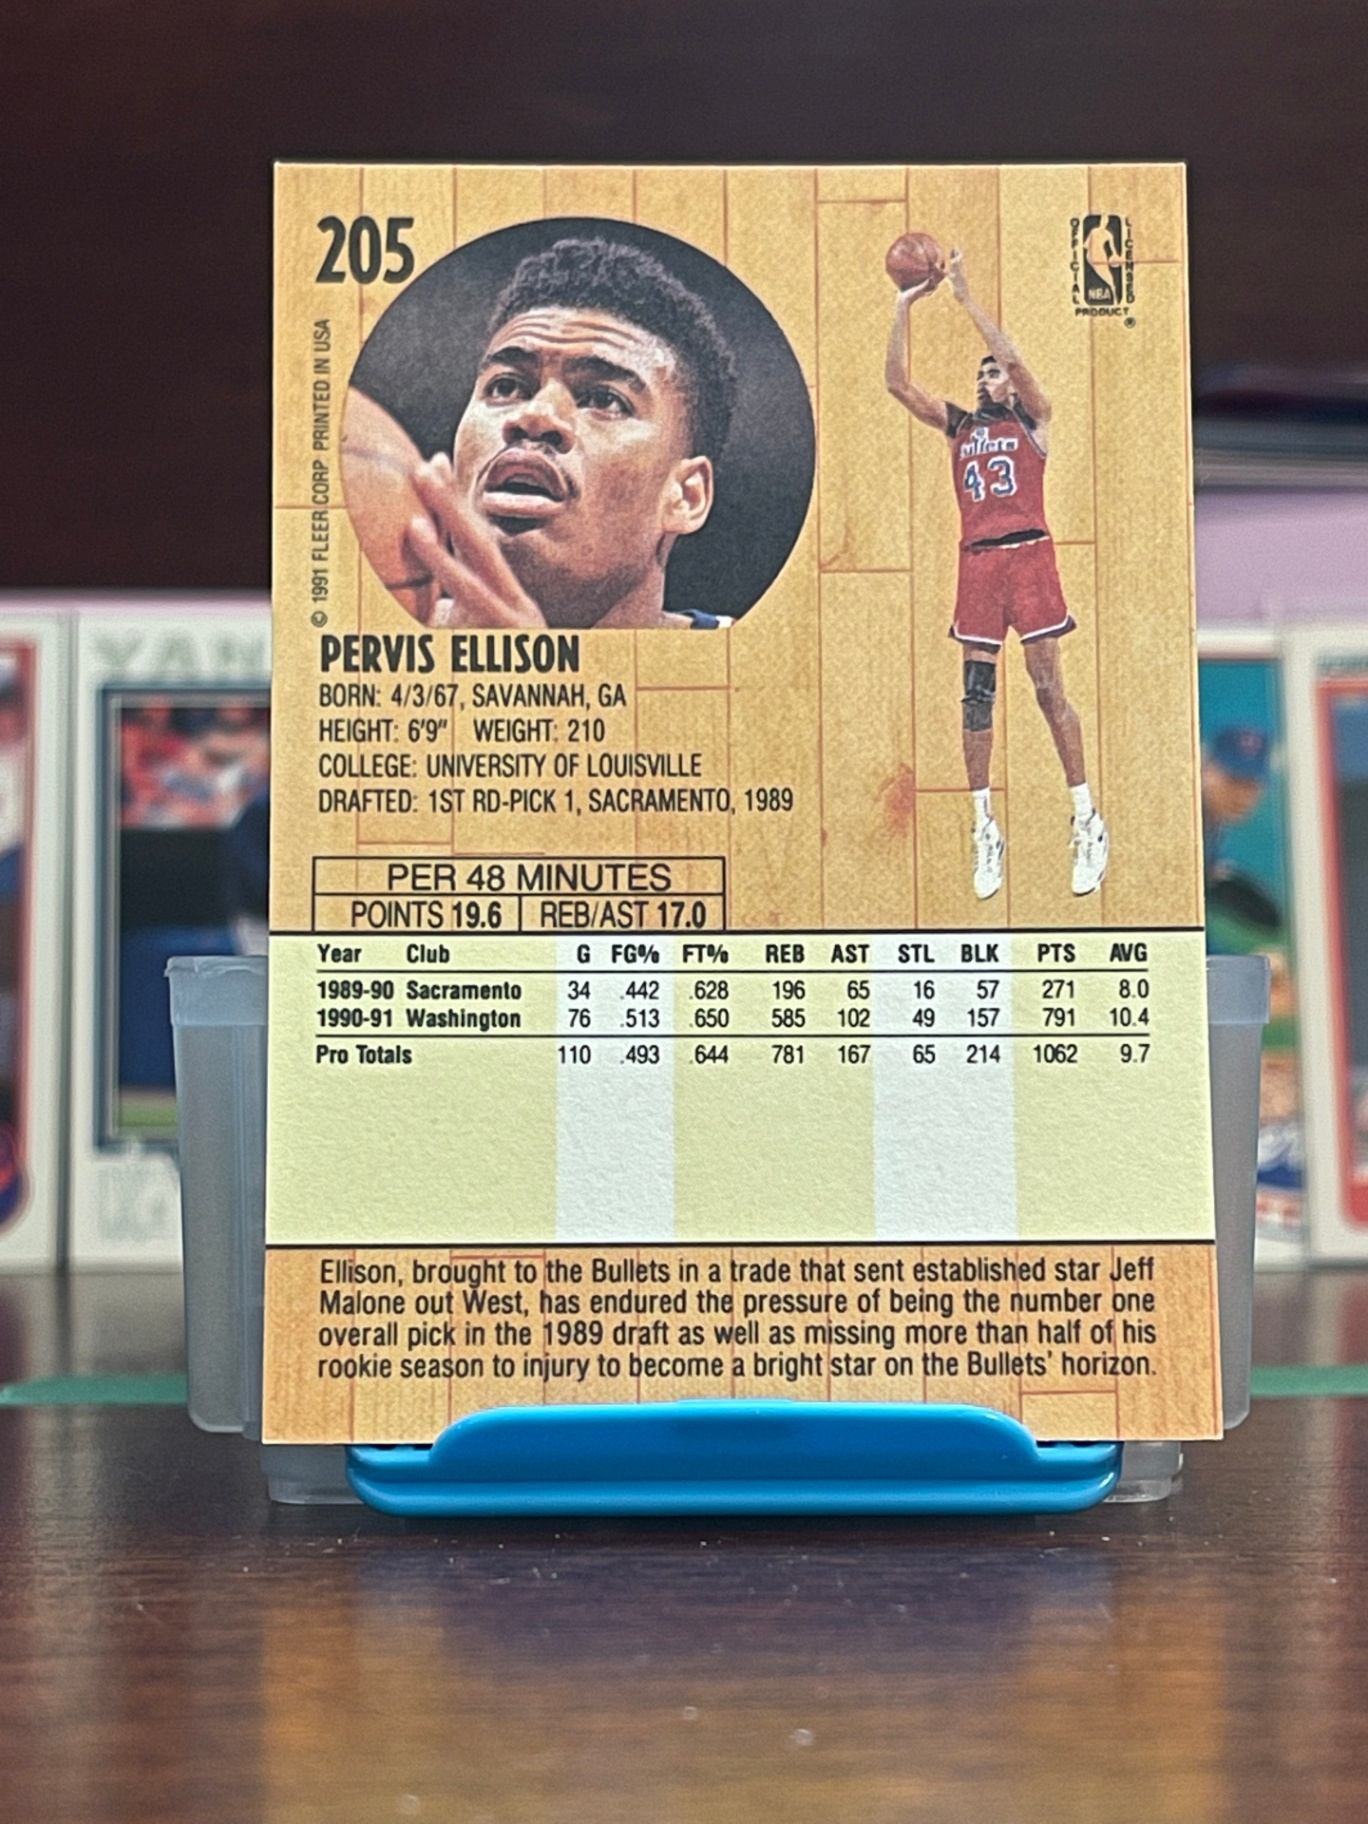 205
OFFICIAL LICENSED
NBA
PRODUCT
®
© 1991 FLEER CORP PRINTED IN USA
43
PERVIS ELLISON
BORN: 4/3/67, SAVANNAH, GA
HEIGHT: 6'9" WEIGHT: 210
COLLEGE: UNIVERSITY OF LOUISVILLE
DRAFTED: 1ST RD-PICK 1, SACRAMENTO, 1989
PER 48 MINUTES
POINTS 19.6 REB/AST 17.0
Year Club G FG% FT% REB AST STL BLK PTS AVG
1989-90 Sacramento 34 .442 .628 196 65 16 57 271 8.0
1990-91 Washington 76 .513 .650 585 102 49 157 791 10.4
Pro Totals 110 .493 .644 781 167 65 214 1062 9.7
Ellison, brought to the Bullets in a trade that sent established star Jeff
Malone out West, has endured the pressure of being the number one
overall pick in the 1989 draft as well as missing more than half of his
rookie season to injury to become a bright star on the Bullets' horizon.